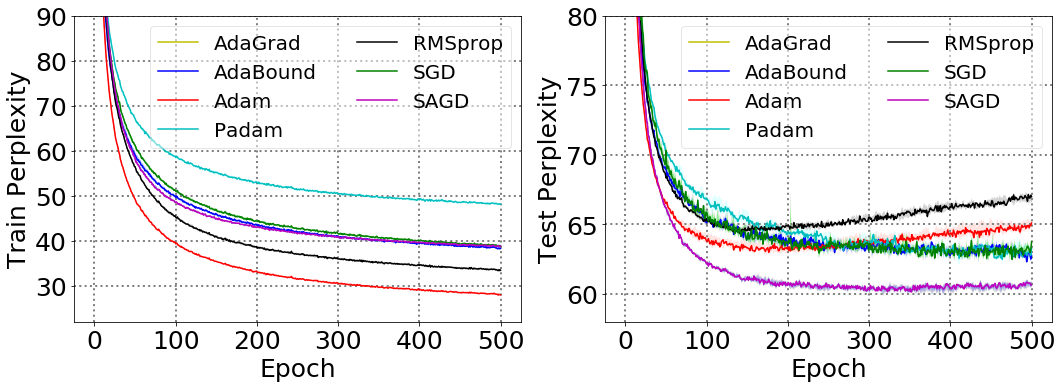 Train Perplexity
90
80
70
60
50
40
30
AdaGrad
AdaBound
Adam
Padam
RMSprop
SGD
SAGD
0 100 200 300 400 500
Epoch
Test Perplexity
80
75
70
65
60
AdaGrad
AdaBound
Adam
Padam
RMSprop
SGD
SAGD
0 100 200 300 400 500
Epoch